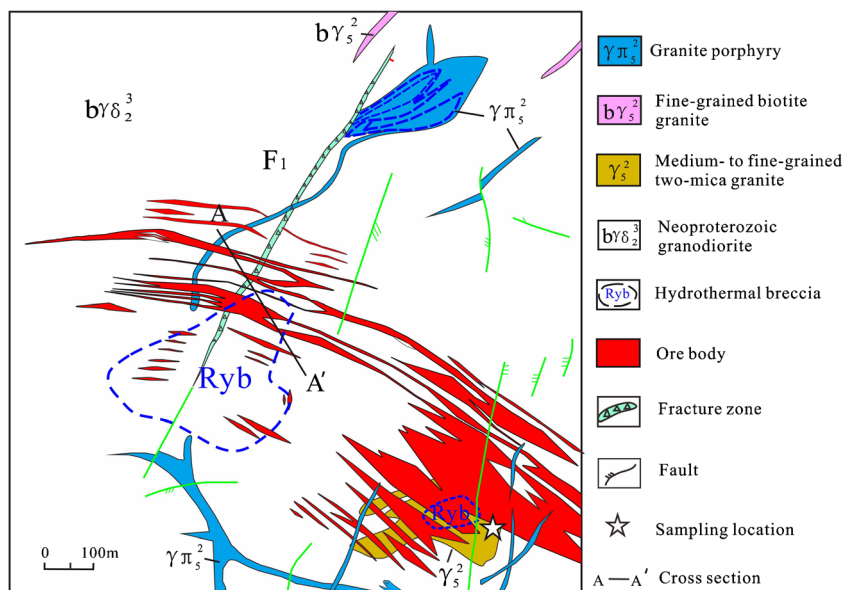 bγ₅²
bγδ₂³
γπ₅²
F₁
A
Ryb
A'
Ryb
γπ₅²
γ₅²
0 100m
γπ₅² Granite porphyry
bγ₅² Fine-grained biotite
granite
γ₅² Medium- to fine-grained
two-mica granite
bγδ₂³ Neoproterozoic
granodiorite
Ryb Hydrothermal breccia
Ore body
Fracture zone
Fault
Sampling location
A — A' Cross section